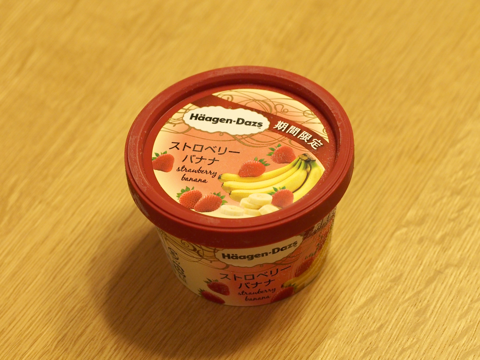 Häagen-Dazs
期間限定
ストロベリー
バナナ
strawberry
banana
Häagen-Dazs
ストロベリー
バナナ
strawberry
banana